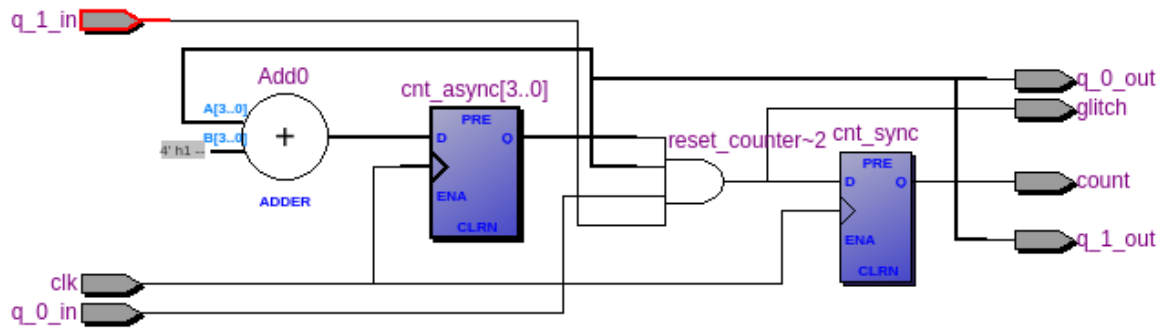 q_1_in
Add0
A[3..0]
B[3..0]
4' h1 --
+
ADDER
cnt_async[3..0]
PRE
D
Q
ENA
CLRN
reset_counter~2
cnt_sync
PRE
D
Q
ENA
CLRN
q_0_out
glitch
count
q_1_out
clk
q_0_in